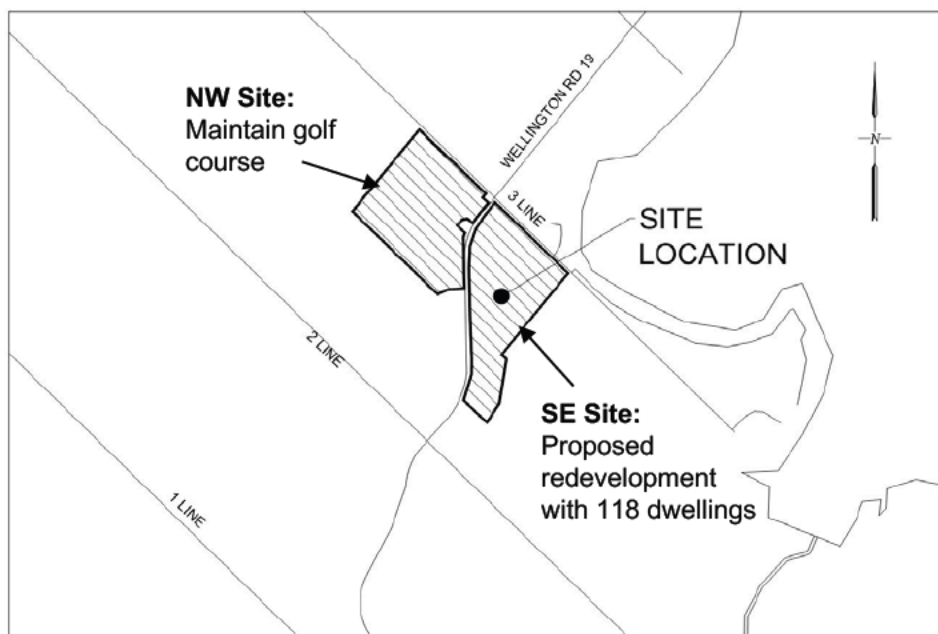 NW Site:
Maintain golf
course
WELLINGTON RD 19
3 LINE
SITE
LOCATION
N
2 LINE
1 LINE
SE Site:
Proposed
redevelopment
with 118 dwellings